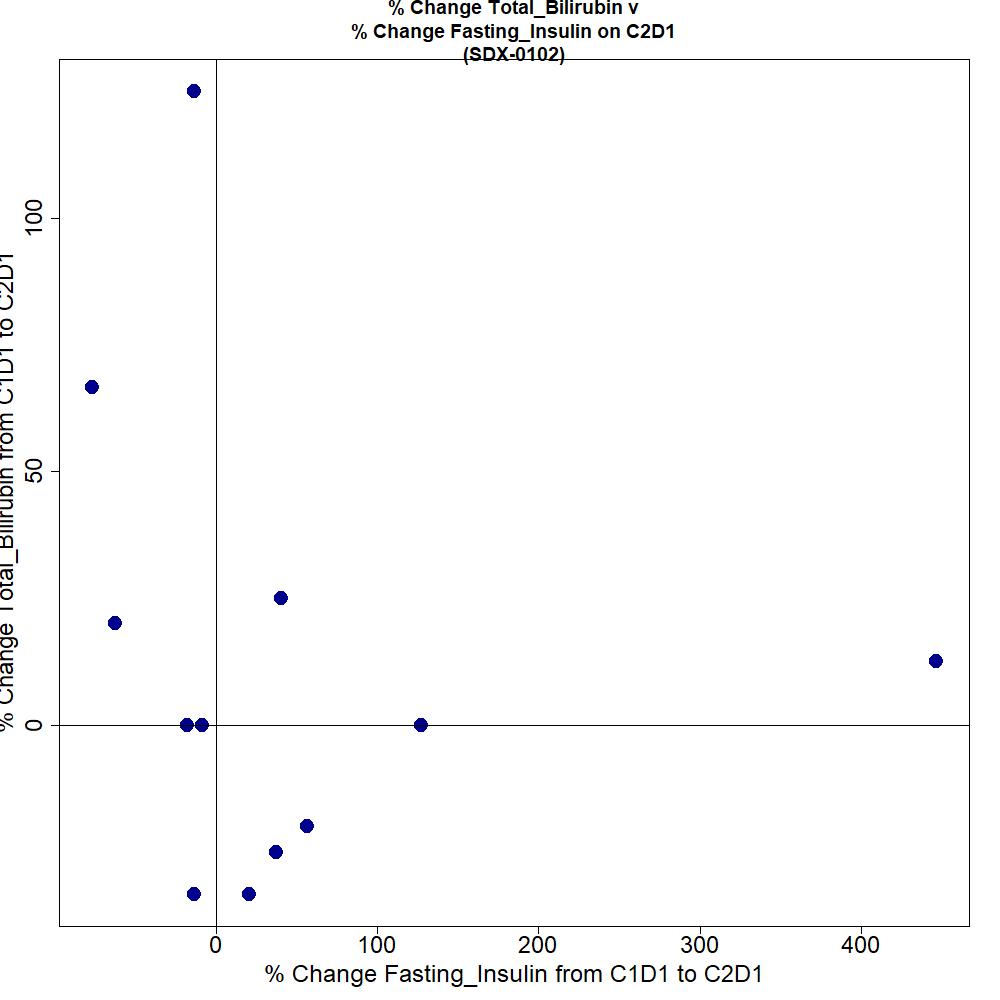 % Change Total_Bilirubin v
% Change Fasting_Insulin on C2D1
(SDX-0102)
% Change Total_Bilirubin from C1D1 to C2D1
100
50
0
0
100
200
300
400
% Change Fasting_Insulin from C1D1 to C2D1